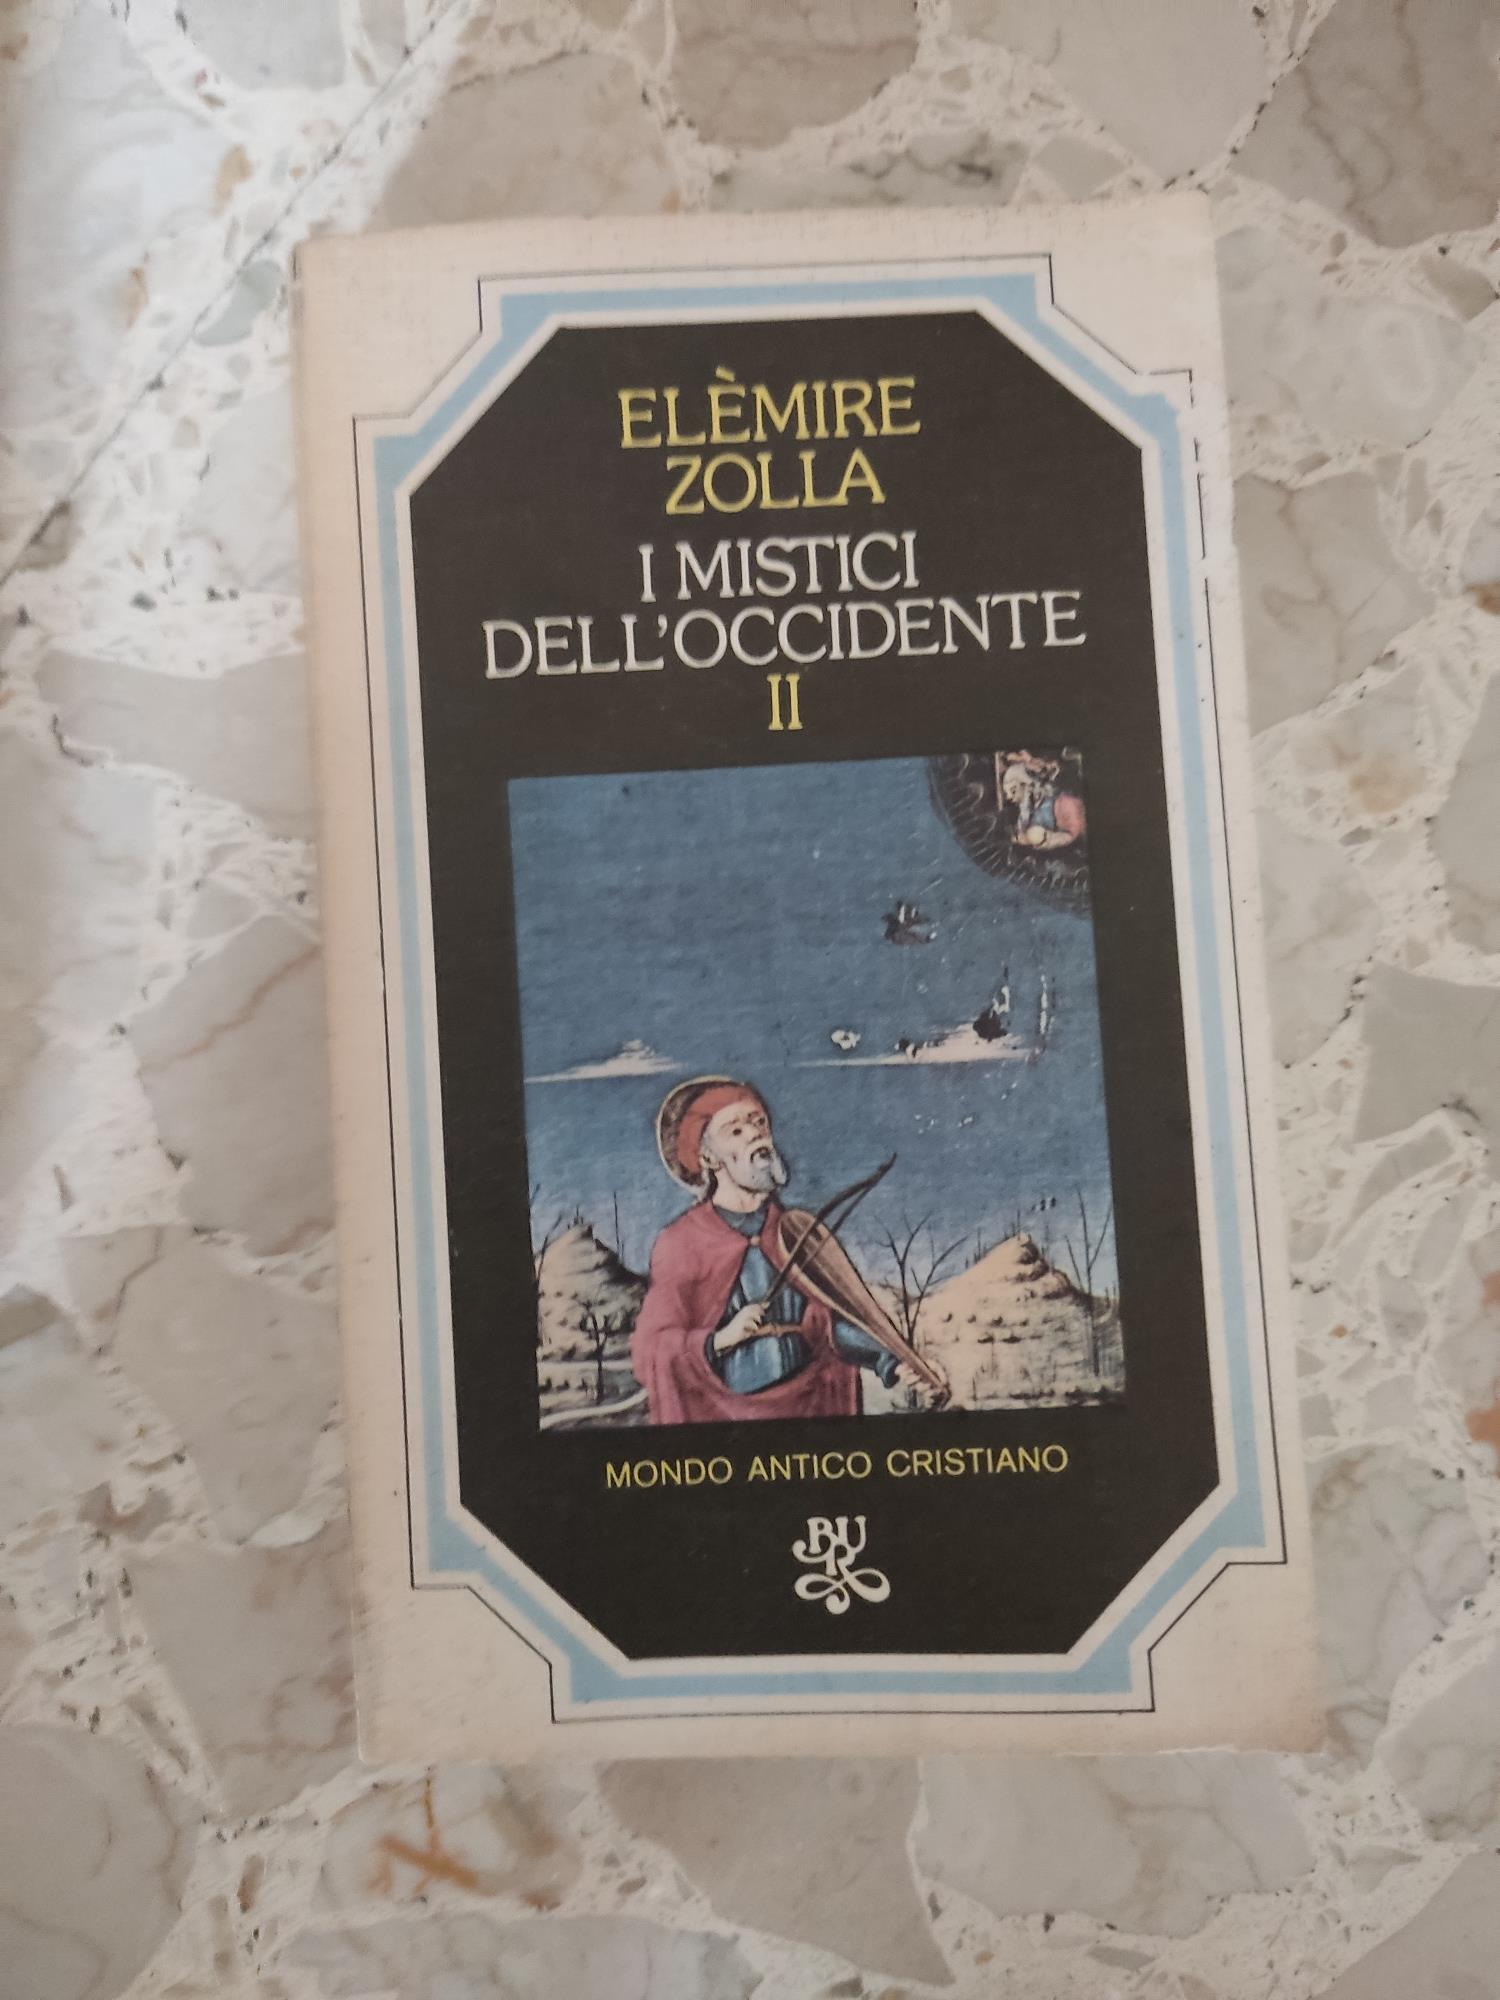 ELÈMIRE
ZOLLA
I MISTICI
DELL'OCCIDENTE
II
MONDO ANTICO CRISTIANO
BUR